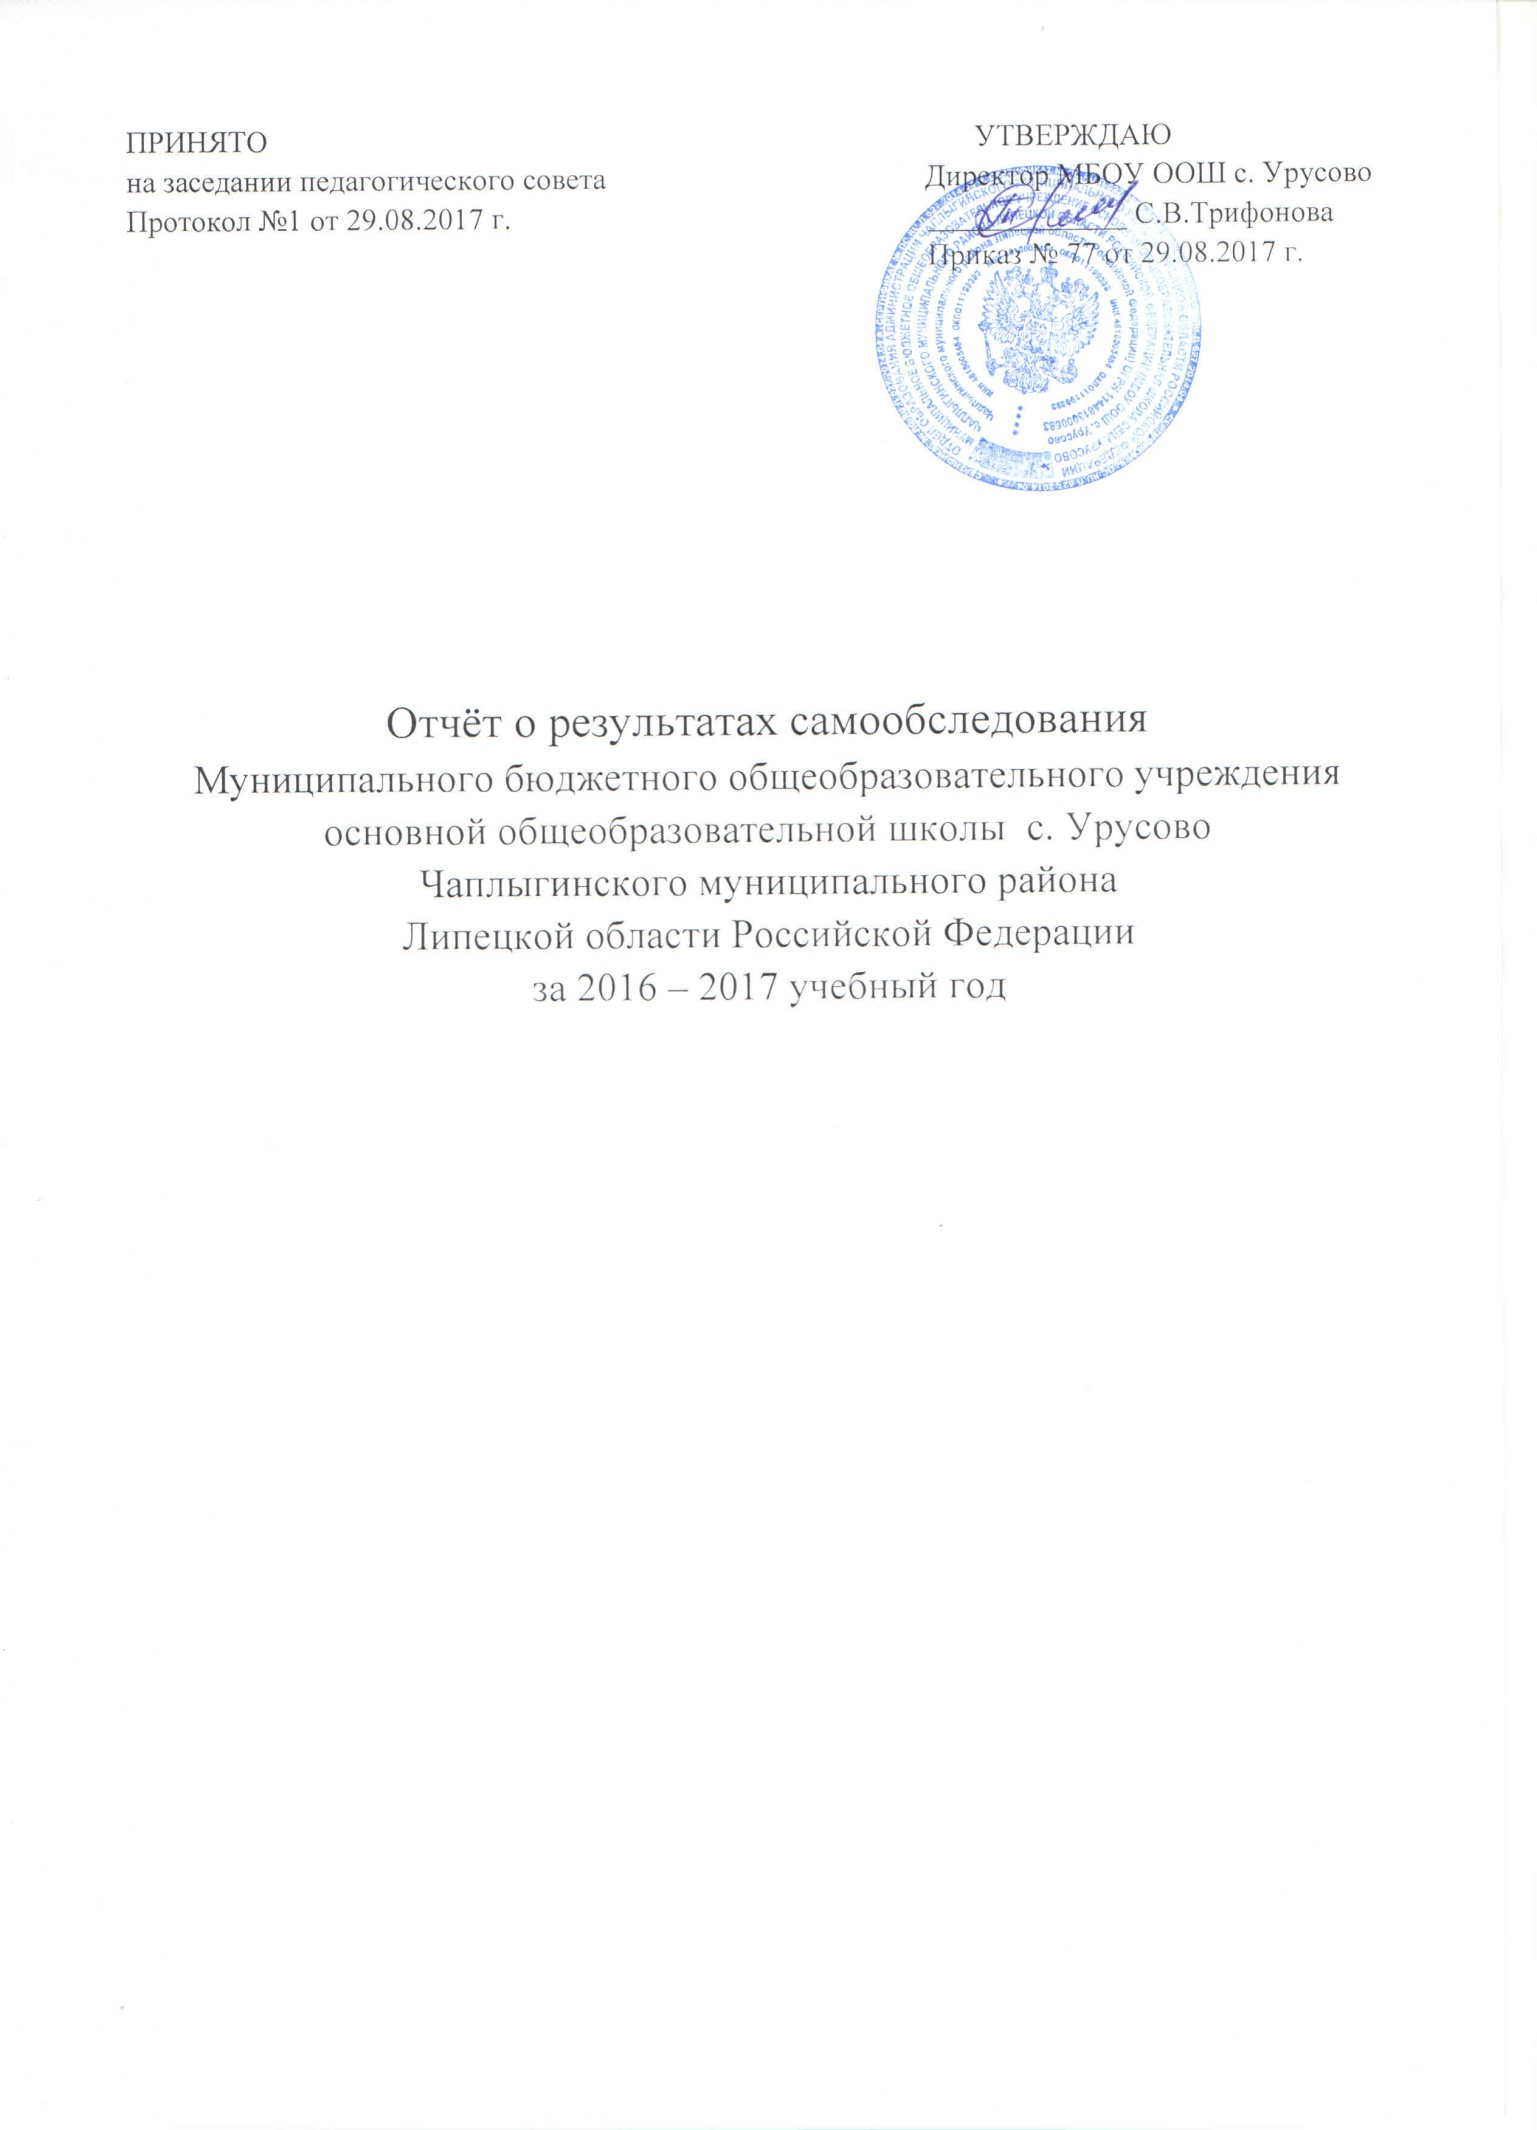 ПРИНЯТО
на заседании педагогического совета
Протокол №1 от 29.08.2017 г.
УТВЕРЖДАЮ
Директор МБОУ ООШ с. Урусово
С.В.Трифонова
Приказ № 77 от 29.08.2017 г.
Отчёт о результатах самообследования
Муниципального бюджетного общеобразовательного учреждения
основной общеобразовательной школы с. Урусово
Чаплыгинского муниципального района
Липецкой области Российской Федерации
за 2016 – 2017 учебный год